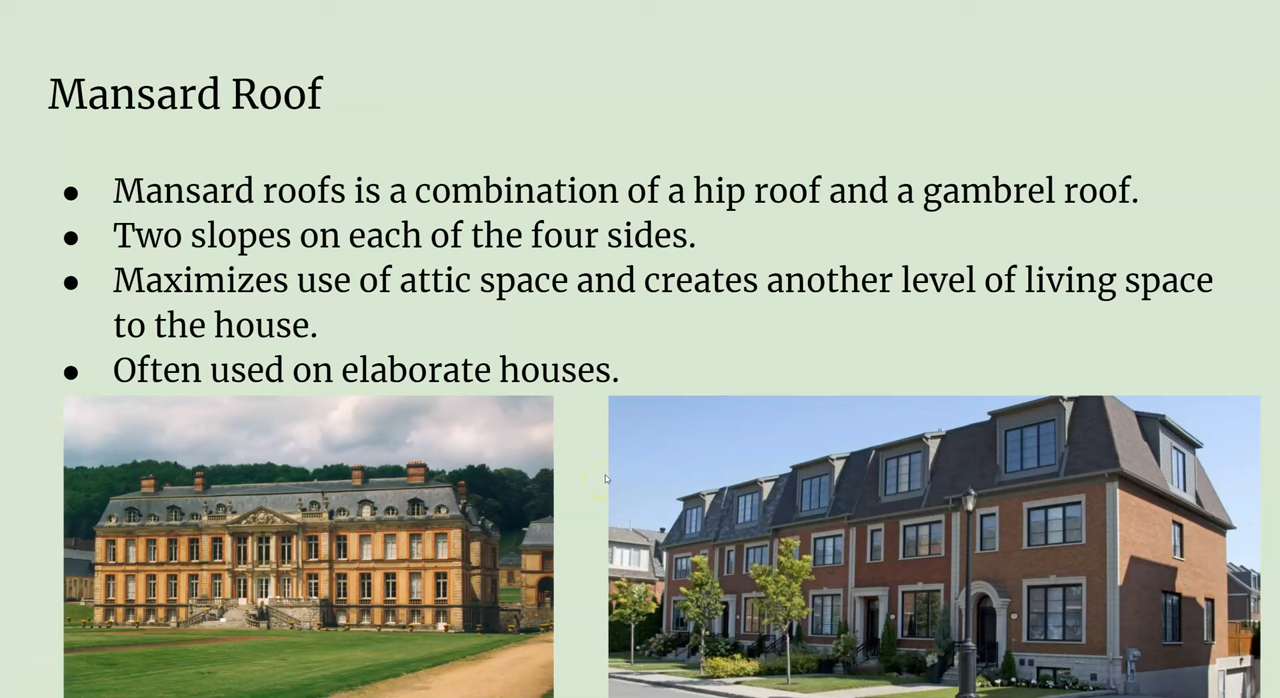 Mansard Roof
● Mansard roofs is a combination of a hip roof and a gambrel roof.
● Two slopes on each of the four sides.
● Maximizes use of attic space and creates another level of living space
to the house.
● Often used on elaborate houses.